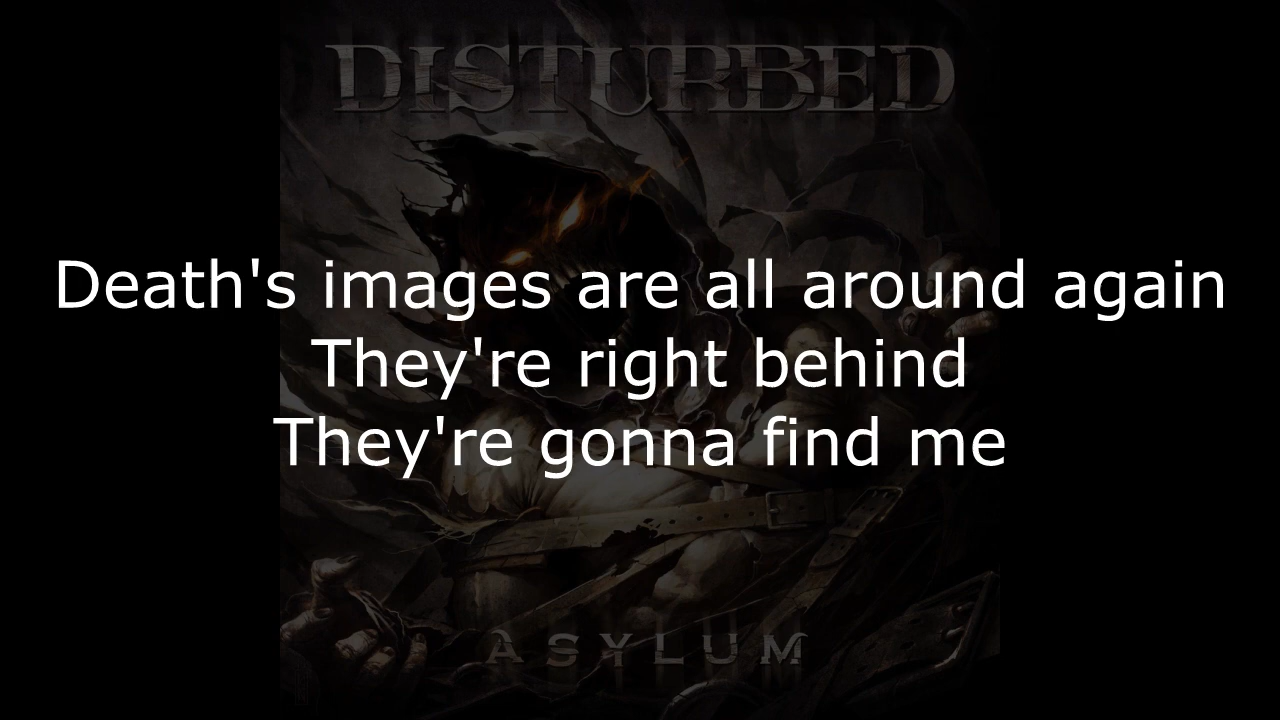 DISTURBED
Death's images are all around again
They're right behind
They're gonna find me
ASYLUM